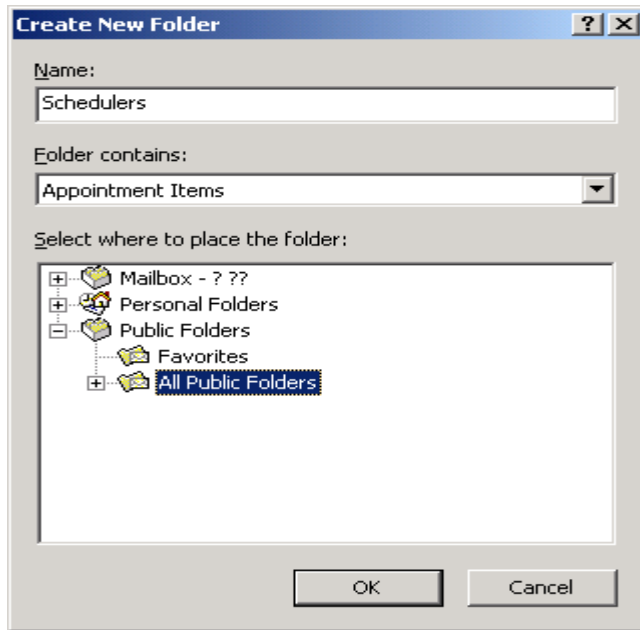 Create New Folder
Name:
Schedulers
Folder contains:
Appointment Items
Select where to place the folder:
Mailbox - ? ??
Personal Folders
Public Folders
Favorites
All Public Folders
OK Cancel